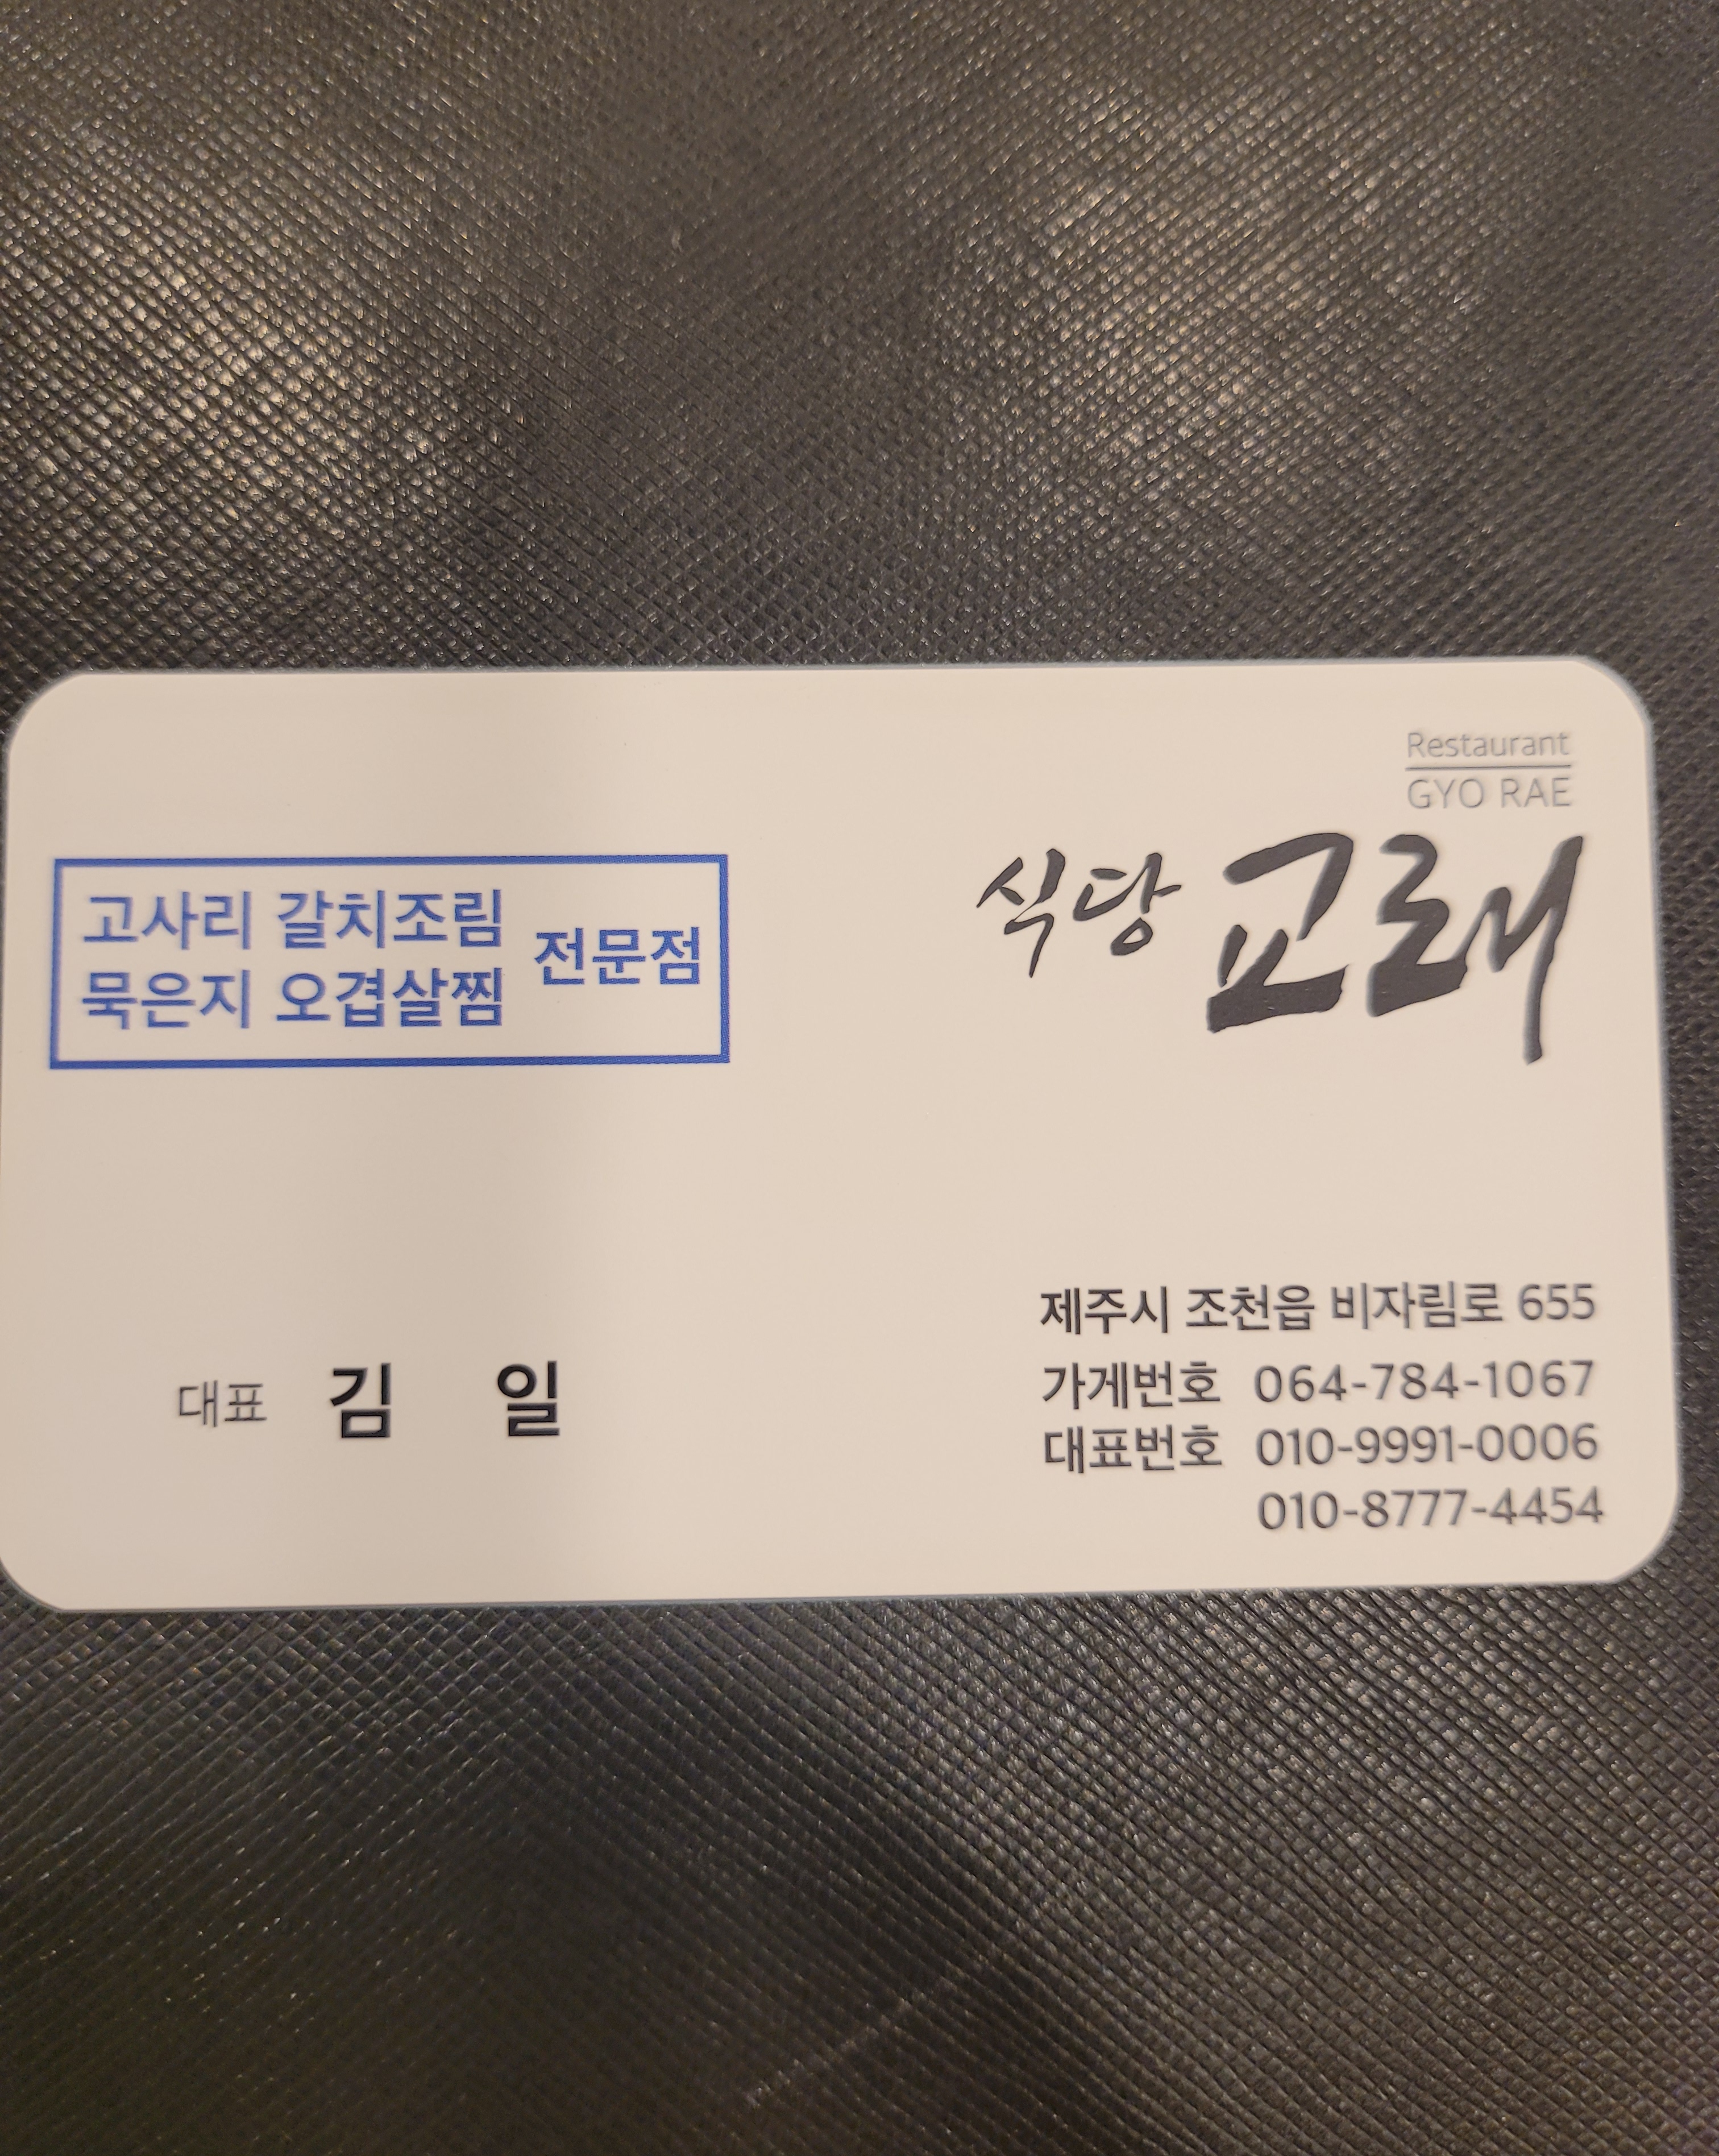 Restaurant
GYO RAE
식당 교래
고사리 갈치조림
묵은지 오겹살찜
전문점
대표 김 일
제주시 조천읍 비자림로 655
가게번호 064-784-1067
대표번호 010-9991-0006
010-8777-4454